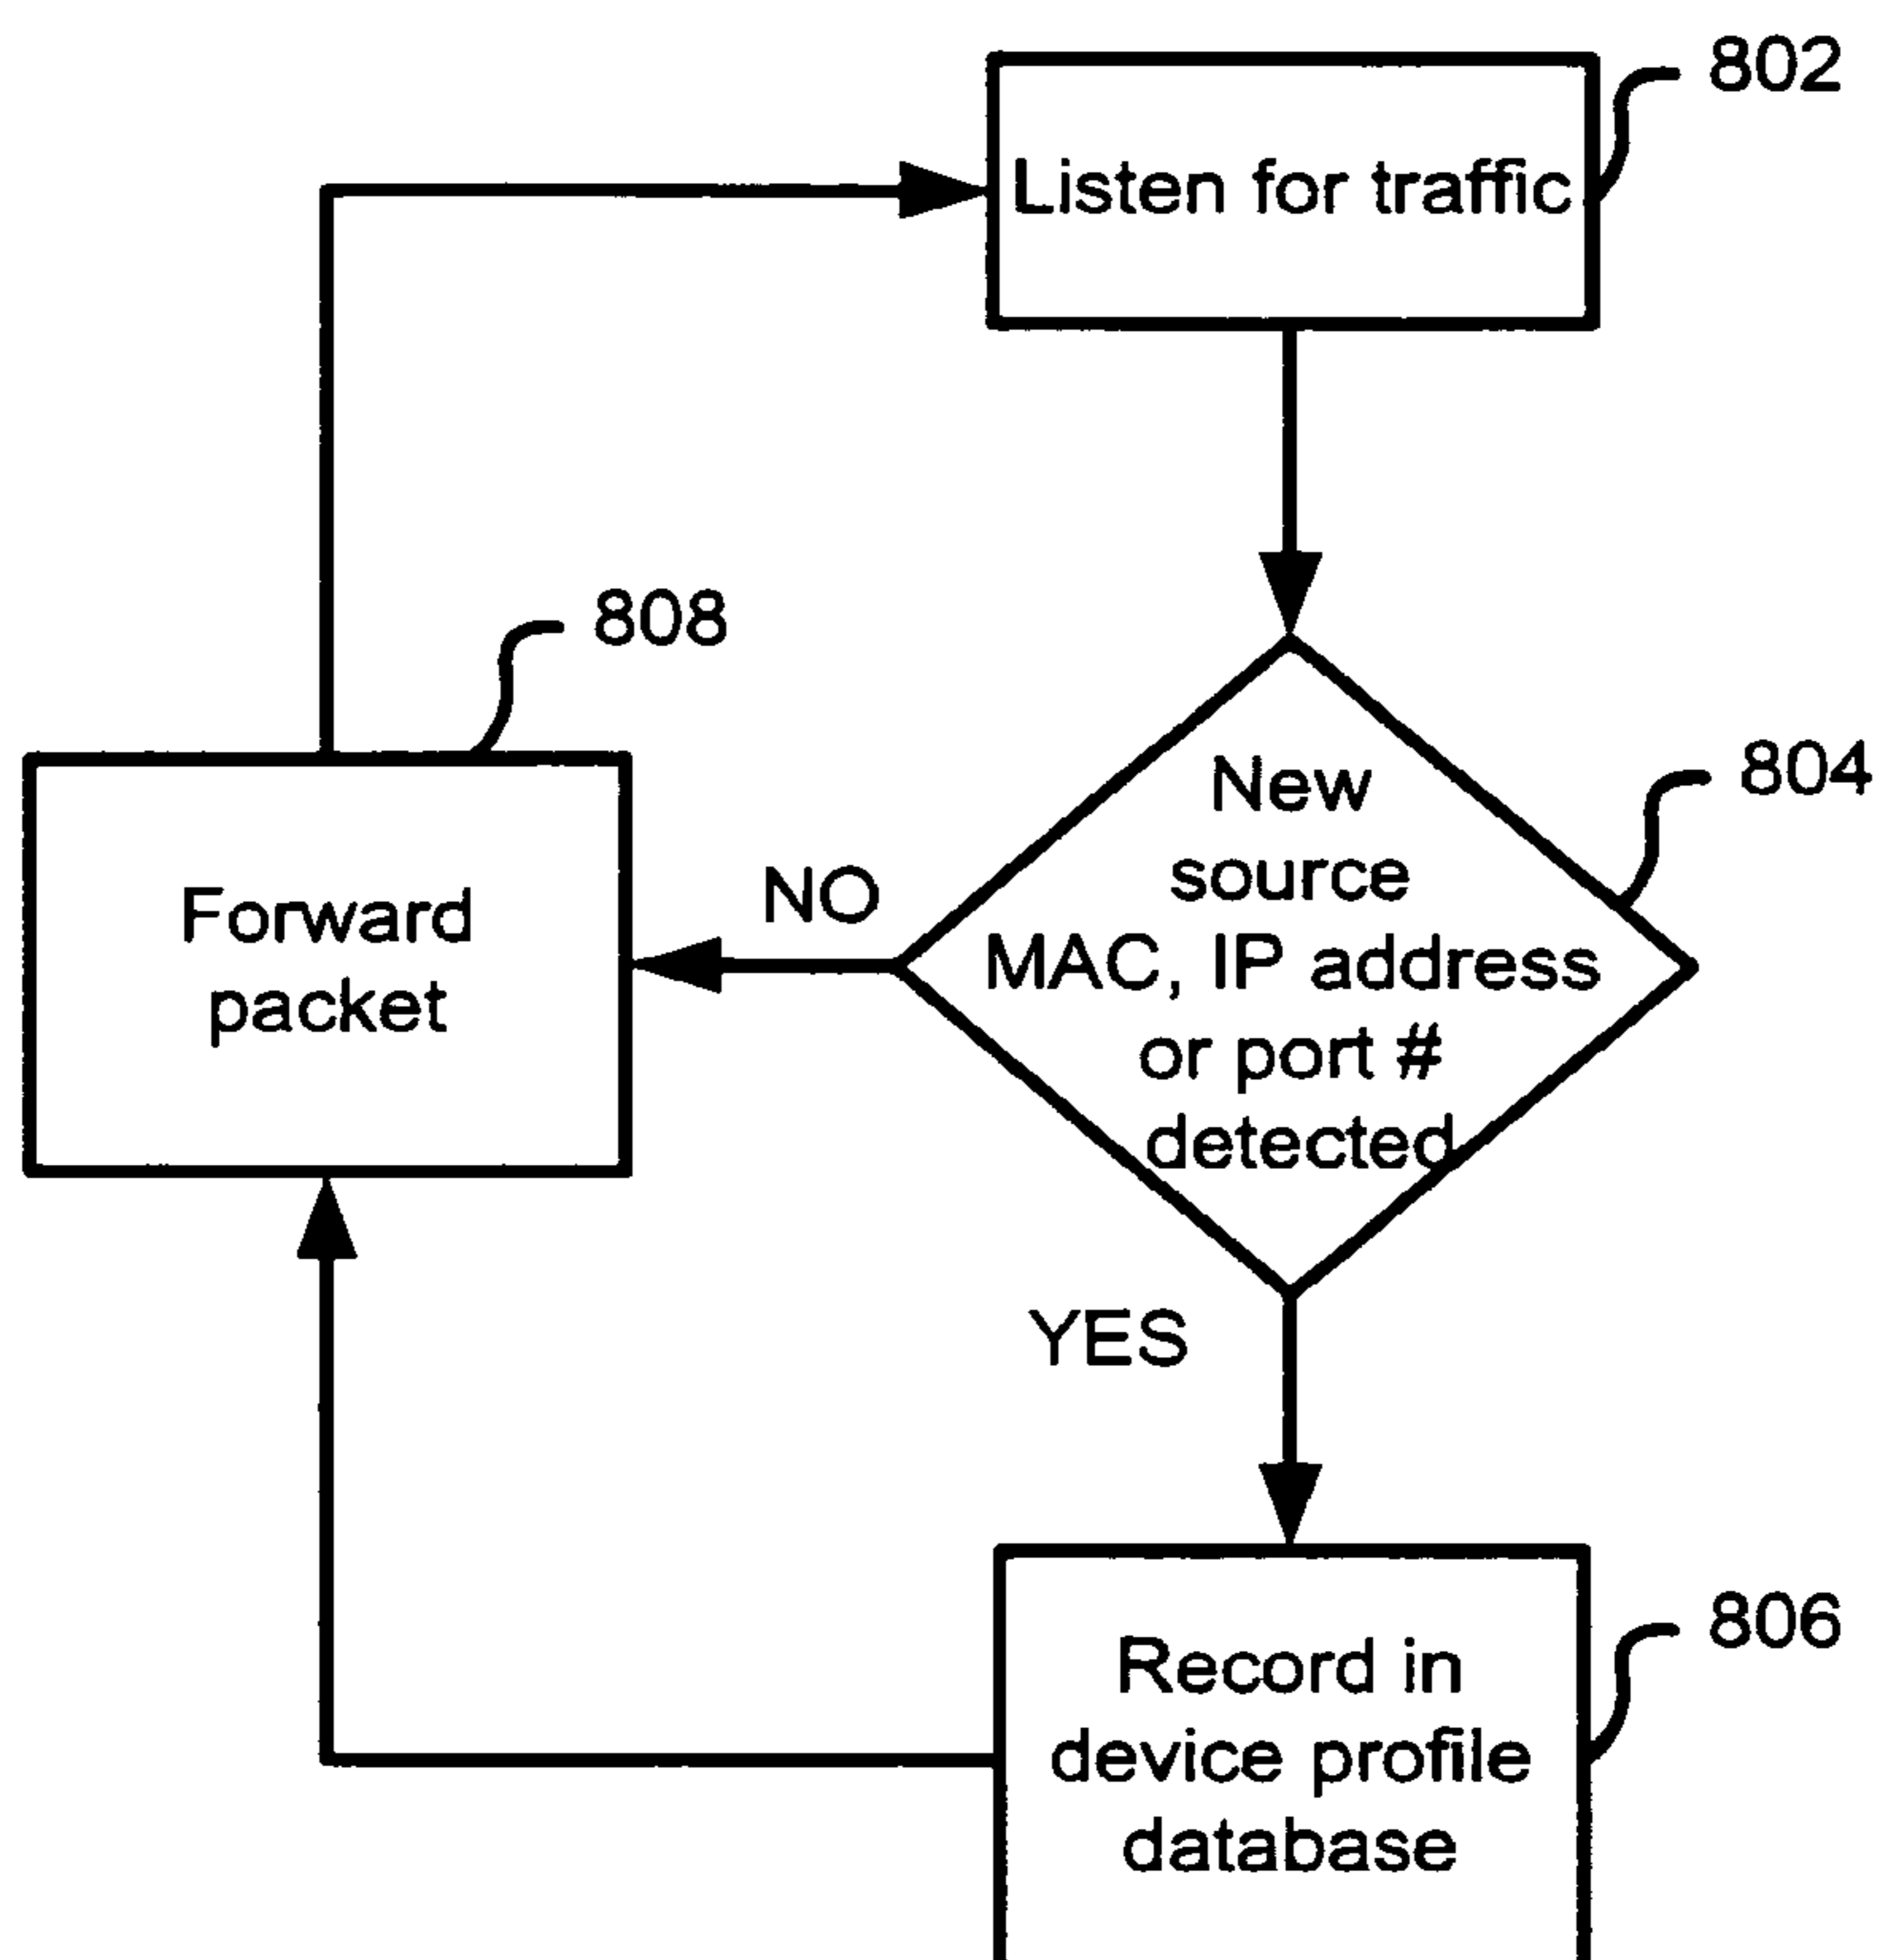 802
Listen for traffic
808
804
New
source
MAC, IP address
or port #
detected
NO
Forward
packet
YES
806
Record in
device profile
database